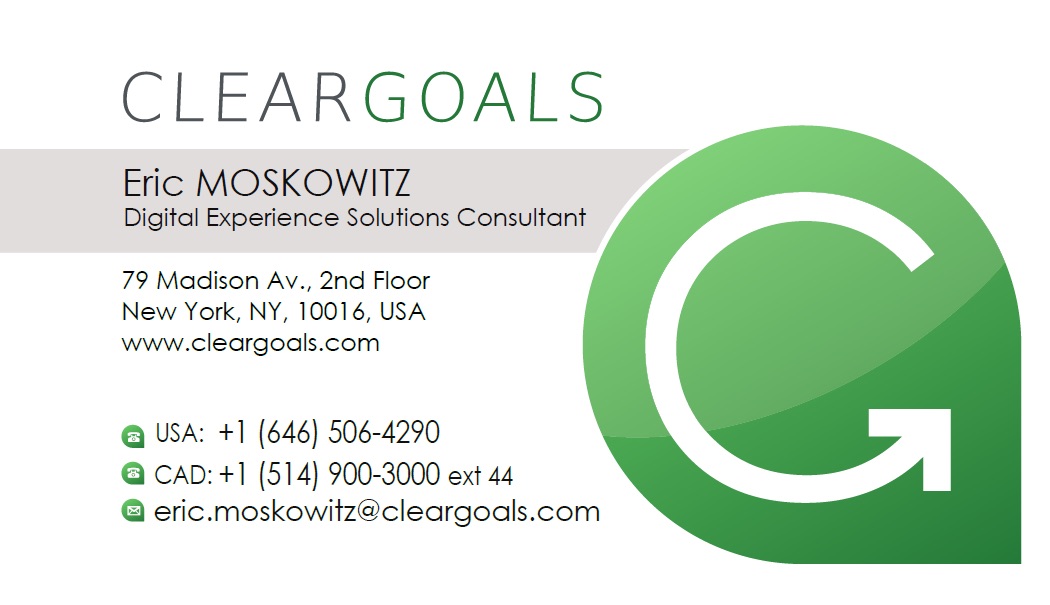 CLEARGOALS
Eric MOSKOWITZ
Digital Experience Solutions Consultant
79 Madison Av., 2nd Floor
New York, NY, 10016, USA
www.cleargoals.com
USA: +1 (646) 506-4290
CAD: +1 (514) 900-3000 ext 44
eric.moskowitz@cleargoals.com